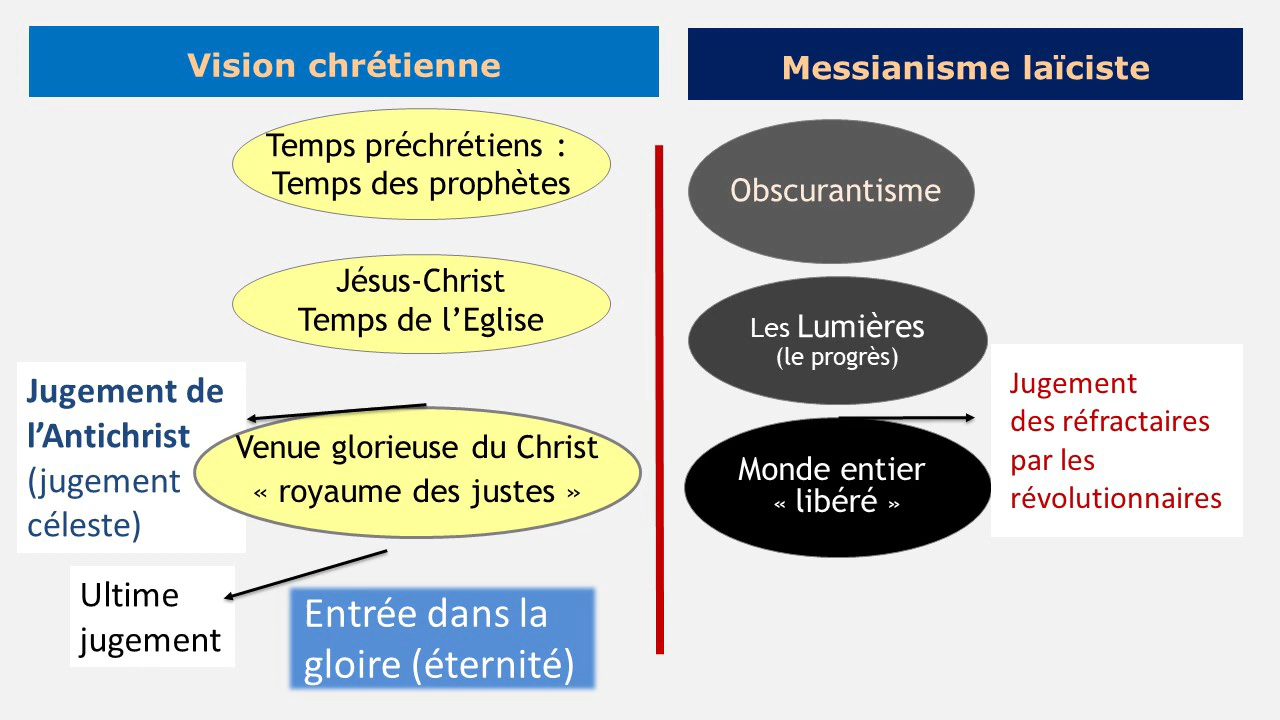 Vision chrétienne
Temps préchrétiens :
Temps des prophètes
Jésus-Christ
Temps de l’Eglise
Jugement de
l’Antichrist
(jugement
céleste)
Venue glorieuse du Christ
« royaume des justes »
Ultime
jugement
Entrée dans la
gloire (éternité)
Messianisme laïciste
Obscurantisme
Les Lumières
(le progrès)
Monde entier
« libéré »
Jugement
des réfractaires
par les
révolutionnaires